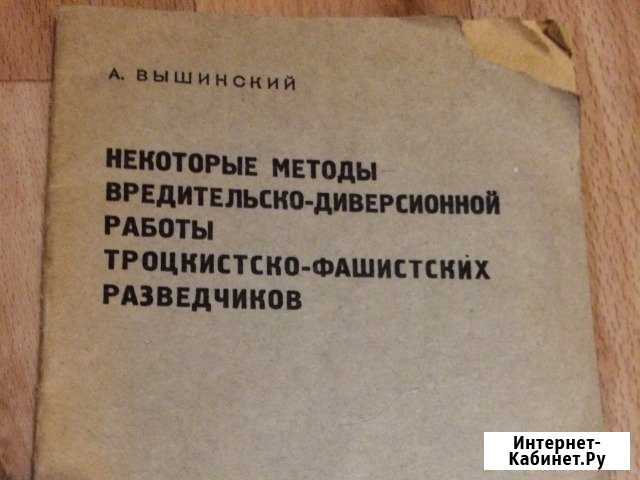 А. ВЫШИНСКИЙ
НЕКОТОРЫЕ МЕТОДЫ
ВРЕДИТЕЛЬСКО-ДИВЕРСИОННОЙ
РАБОТЫ
ТРОЦКИСТСКО-ФАШИСТСКИХ
РАЗВЕДЧИКОВ
Интернет-
Кабинет.Ру